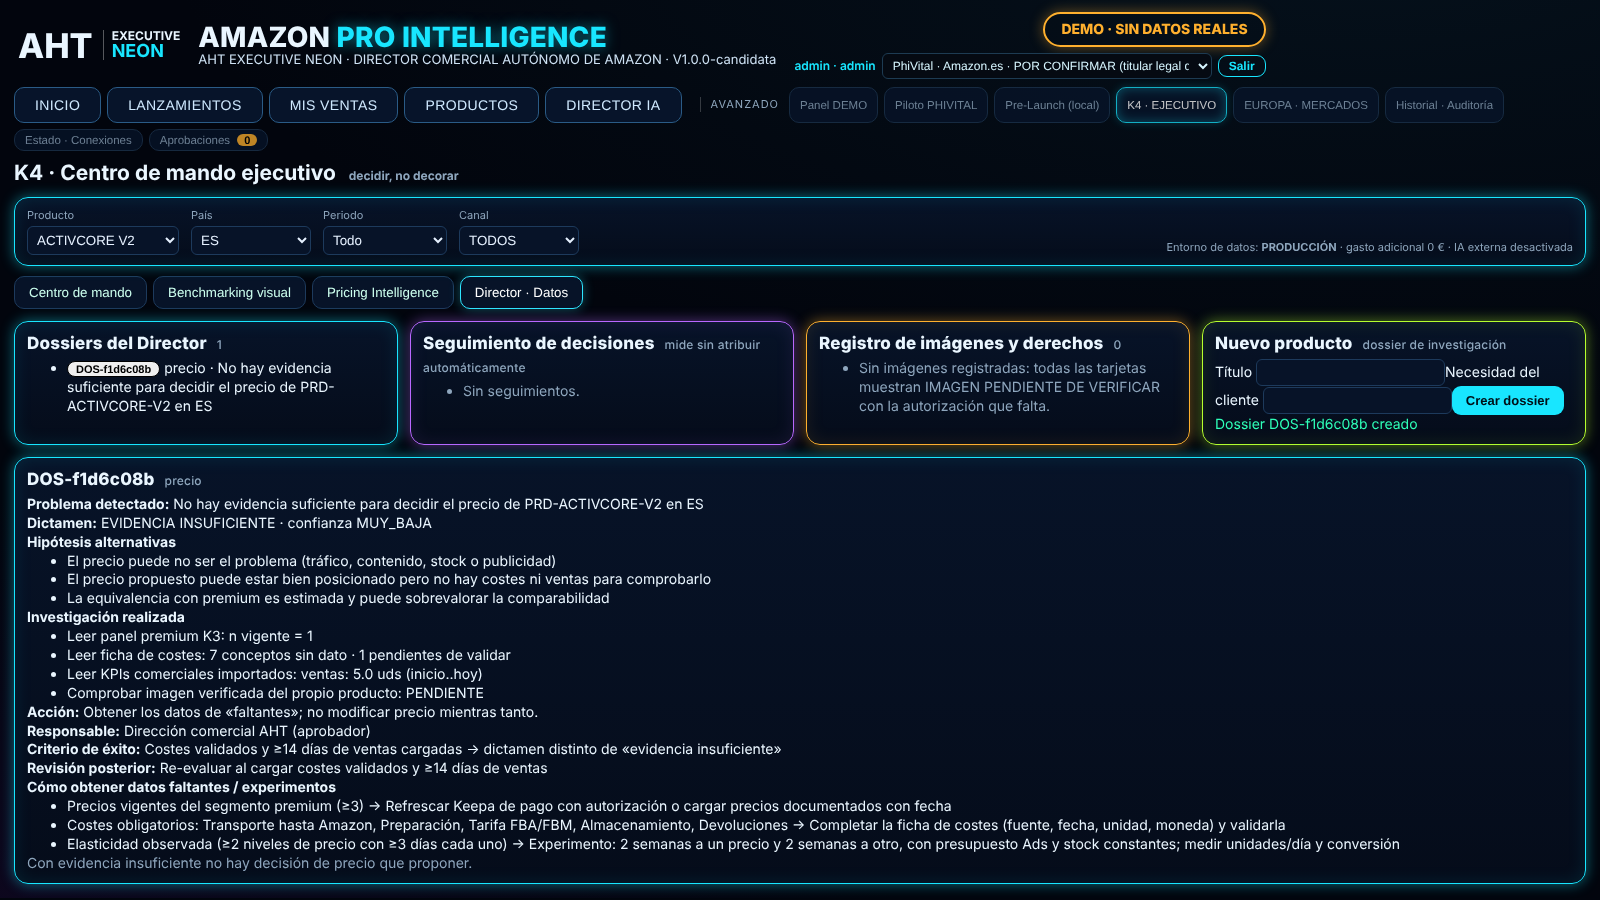 AHT EXECUTIVE NEON
AMAZON PRO INTELLIGENCE
AHT EXECUTIVE NEON · DIRECTOR COMERCIAL AUTÓNOMO DE AMAZON · V1.0.0-candidata
DEMO · SIN DATOS REALES
admin · admin PhiVital · Amazon.es · POR CONFIRMAR (titular legal d Salir
INICIO LANZAMIENTOS MIS VENTAS PRODUCTOS DIRECTOR IA AVANZADO Panel DEMO Piloto PHIVITAL Pre-Launch (local) K4 · EJECUTIVO EUROPA · MERCADOS Historial · Auditoría
Estado · Conexiones Aprobaciones 0
K4 · Centro de mando ejecutivo decidir, no decorar
Producto País Periodo Canal
ACTIVCORE V2 ES Todo TODOS
Entorno de datos: PRODUCCIÓN · gasto adicional 0 € · IA externa desactivada
Centro de mando Benchmarking visual Pricing Intelligence Director · Datos
Dossiers del Director 1
• DOS-f1d6c08b precio · No hay evidencia
suficiente para decidir el precio de PRD-
ACTIVCORE-V2 en ES
Seguimiento de decisiones mide sin atribuir
automáticamente
• Sin seguimientos.
Registro de imágenes y derechos 0
• Sin imágenes registradas: todas las tarjetas
muestran IMAGEN PENDIENTE DE VERIFICAR
con la autorización que falta.
Nuevo producto dossier de investigación
Título Necesidad del
cliente Crear dossier
Dossier DOS-f1d6c08b creado
DOS-f1d6c08b precio
Problema detectado: No hay evidencia suficiente para decidir el precio de PRD-ACTIVCORE-V2 en ES
Dictamen: EVIDENCIA INSUFICIENTE · confianza MUY_BAJA
Hipótesis alternativas
• El precio puede no ser el problema (tráfico, contenido, stock o publicidad)
• El precio propuesto puede estar bien posicionado pero no hay costes ni ventas para comprobarlo
• La equivalencia con premium es estimada y puede sobrevalorar la comparabilidad
Investigación realizada
• Leer panel premium K3: n vigente = 1
• Leer ficha de costes: 7 conceptos sin dato · 1 pendientes de validar
• Leer KPIs comerciales importados: ventas: 5.0 uds (inicio..hoy)
• Comprobar imagen verificada del propio producto: PENDIENTE
Acción: Obtener los datos de «faltantes»; no modificar precio mientras tanto.
Responsable: Dirección comercial AHT (aprobador)
Criterio de éxito: Costes validados y ≥14 días de ventas cargadas → dictamen distinto de «evidencia insuficiente»
Revisión posterior: Re-evaluar al cargar costes validados y ≥14 días de ventas
Cómo obtener datos faltantes / experimentos
• Precios vigentes del segmento premium (≥3) → Refrescar Keepa de pago con autorización o cargar precios documentados con fecha
• Costes obligatorios: Transporte hasta Amazon, Preparación, Tarifa FBA/FBM, Almacenamiento, Devoluciones → Completar la ficha de costes (fuente, fecha, unidad, moneda) y validarla
• Elasticidad observada (≥2 niveles de precio con ≥3 días cada uno) → Experimento: 2 semanas a un precio y 2 semanas a otro, con presupuesto Ads y stock constantes; medir unidades/día y conversión
Con evidencia insuficiente no hay decisión de precio que proponer.